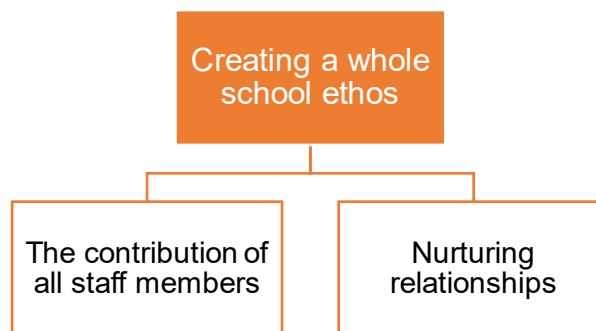 Creating a whole
school ethos
The contribution of
all staff members
Nurturing
relationships